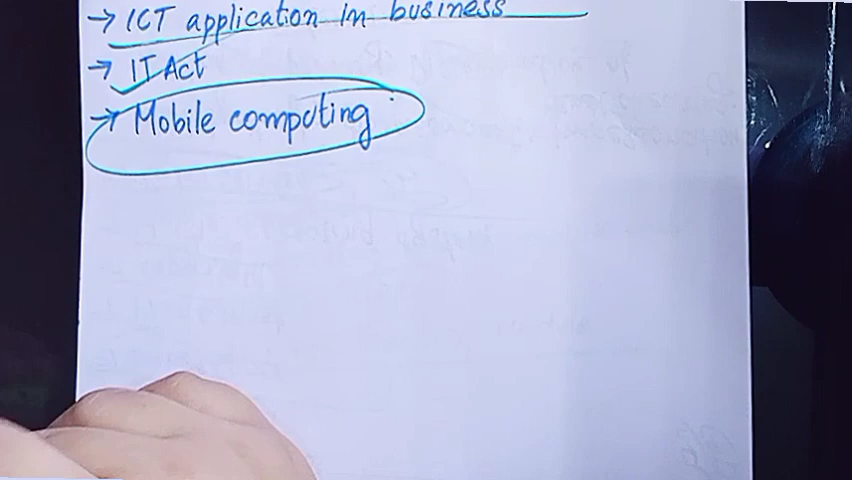 → ICT application in business
→ IT Act
→ Mobile computing